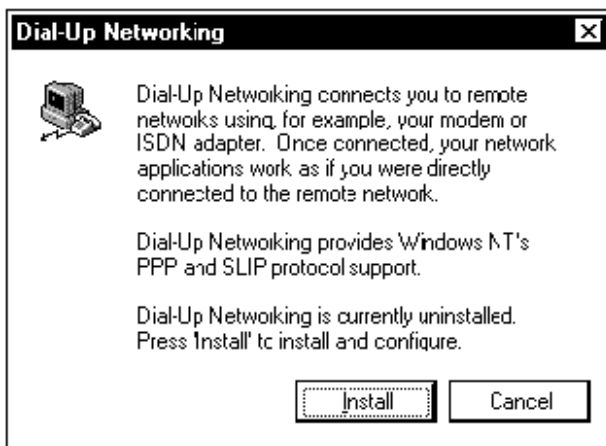 Dial-Up Networking
Dial-Up Networking connects you to remote
networks using, for example, your modem or
ISDN adapter. Once connected, your network
applications work as if you were directly
connected to the remote network.
Dial-Up Networking provides Windows NT's
PPP and SLIP protocol support.
Dial-Up Networking is currently uninstalled.
Press 'Install' to install and configure.
Install Cancel